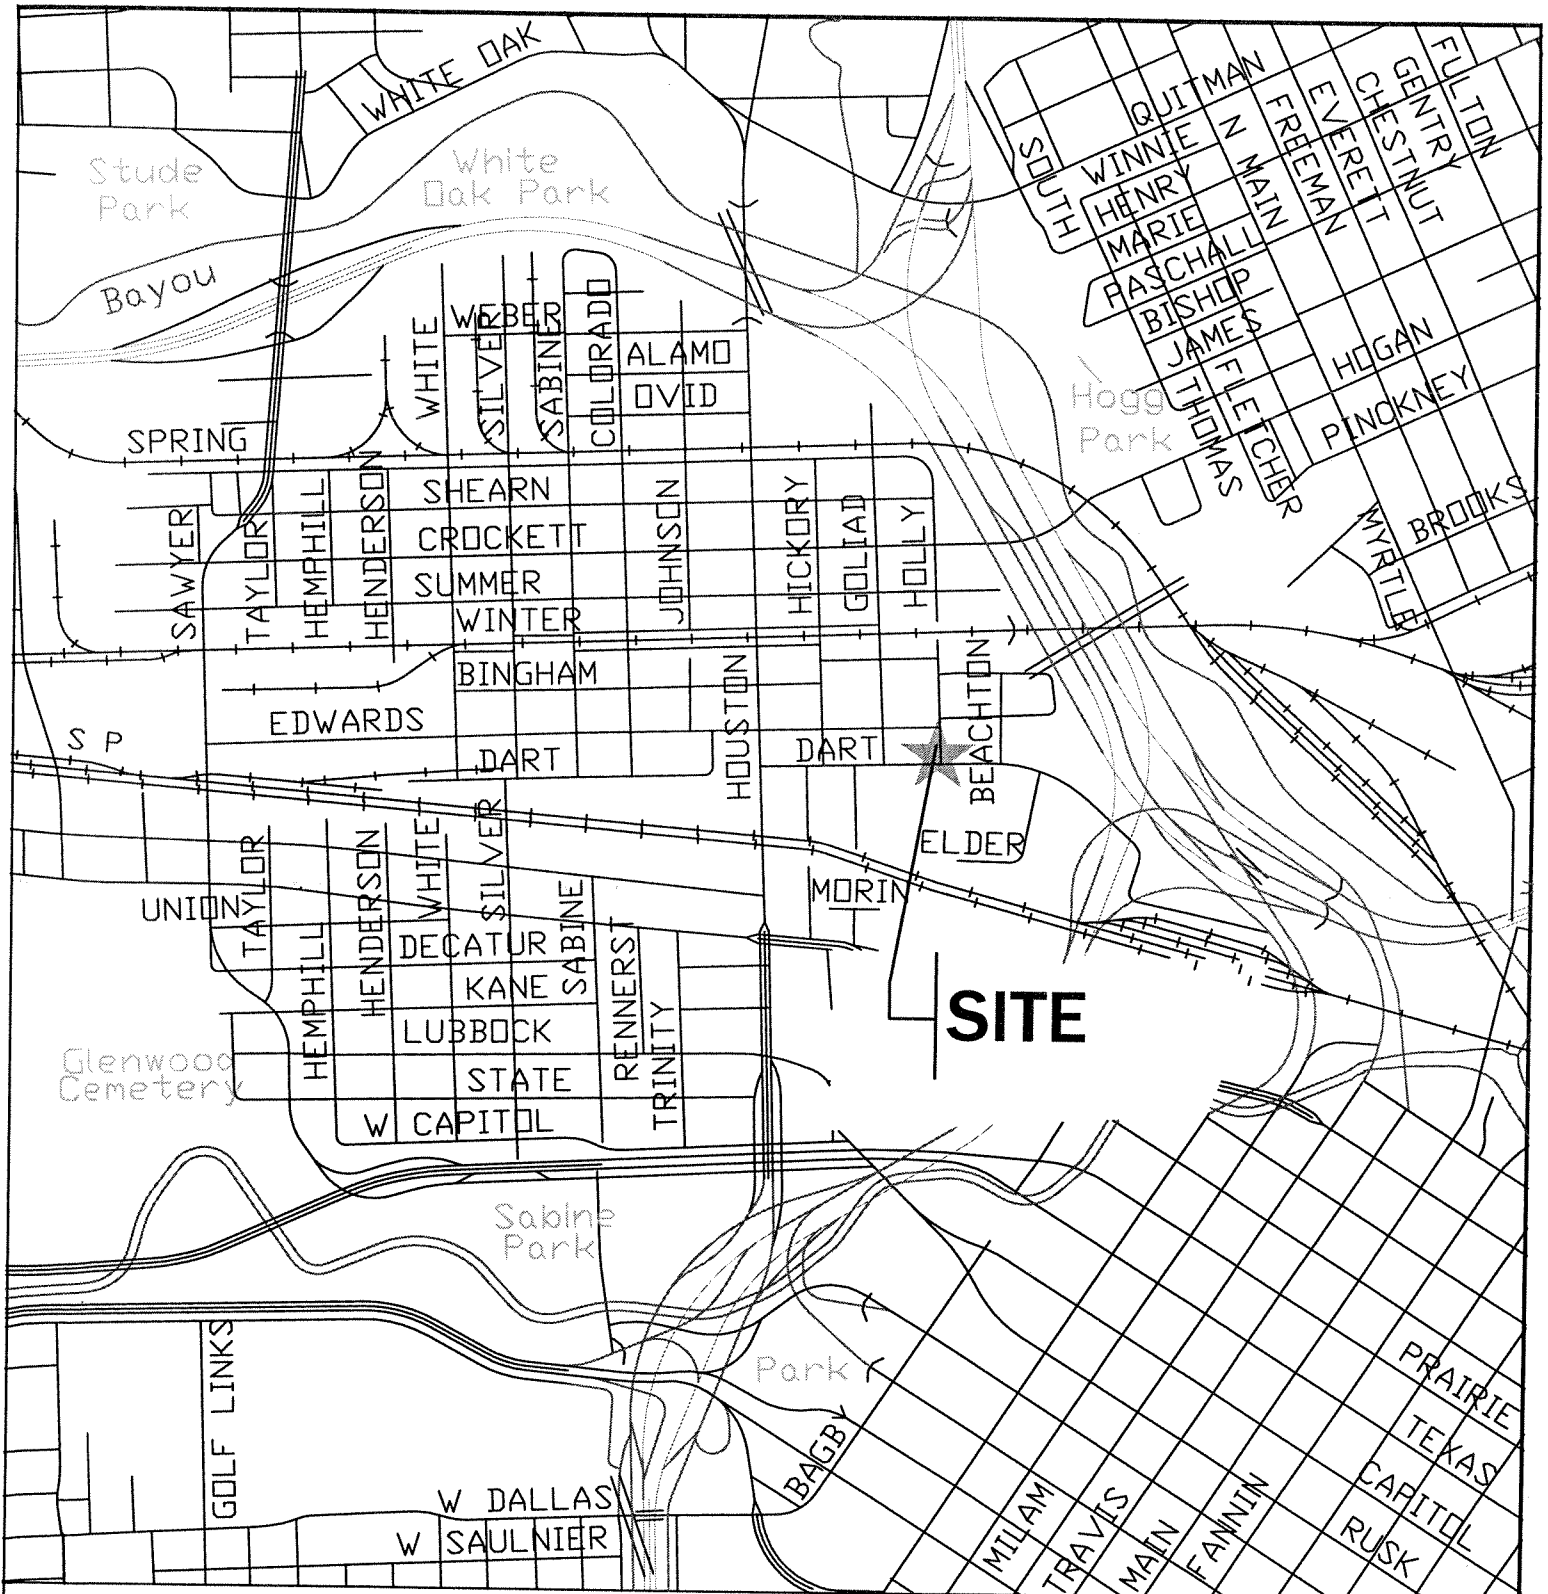 WHITE OAK
QUITMAN
FULTON
GENTRY
CHESTNUT
EVERETT
FREEMAN
N MAIN
SOUTH
WINNIE
HENRY
MARIE
PASCHALL
BISHOP
JAMES
THOMAS
FLETCHER
HOGAN
PINCKNEY
BROOKS
MYRTLE
Stude
Park
White
Oak Park
Bayou
Hogg
Park
WEBER
WHITE
SILVER
SABINE
COLORADO
ALAMO
OVID
SPRING
SHEARN
CROCKETT
SUMMER
WINTER
BINGHAM
EDWARDS
DART
SAWYER
TAYLOR
HEMPHILL
HENDERSON
JOHNSON
HICKORY
GOLIAD
HOLLY
HOUSTON
BEACHTON
DART
S P
ELDER
MORIN
SITE
UNION
TAYLOR
HEMPHILL
HENDERSON
WHITE
SILVER
SABINE
RENNERST
TRINITY
DECATUR
KANE
LUBBOCK
STATE
W CAPITOL
Glenwood
Cemetery
Sabine
Park
Park
GOLF LINKS
W DALLAS
W SAULNIER
BAGBY
MILAM
TRAVIS
MAIN
FANNIN
PRAIRIE
TEXAS
CAPITOL
RUSK